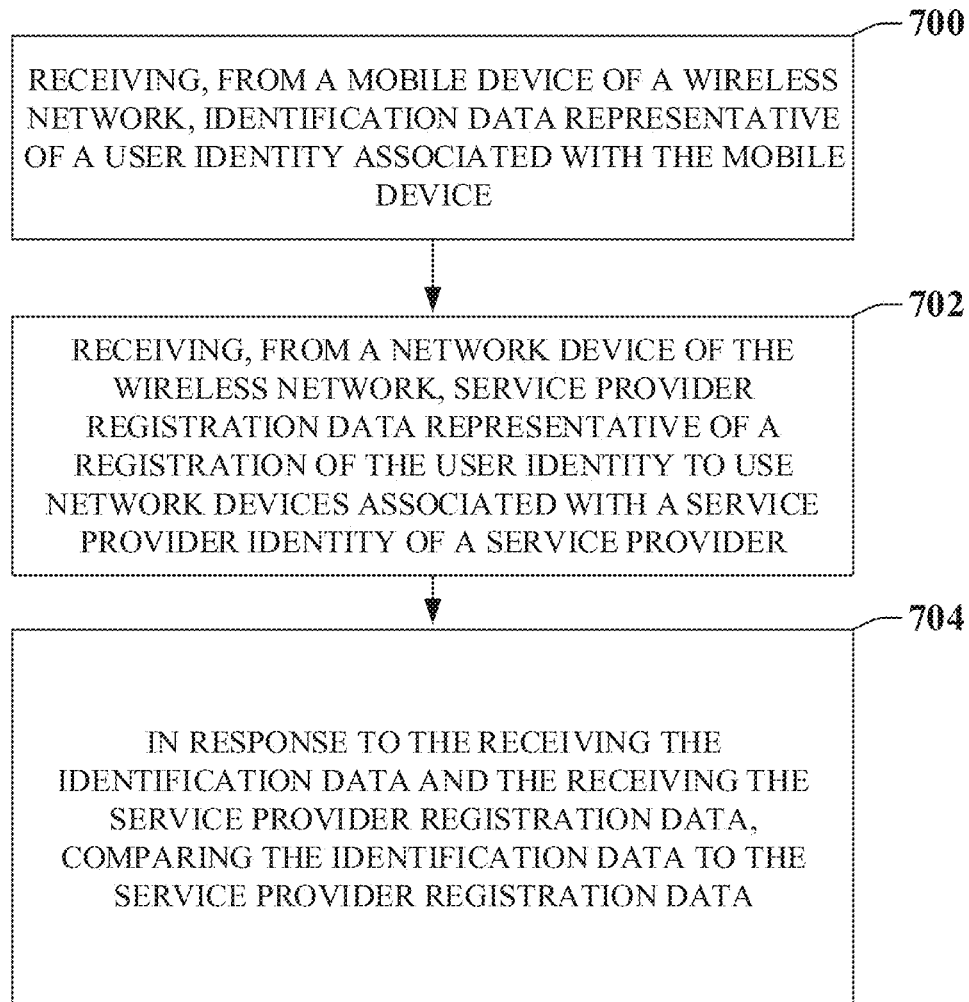 700
RECEIVING, FROM A MOBILE DEVICE OF A WIRELESS
NETWORK, IDENTIFICATION DATA REPRESENTATIVE
OF A USER IDENTITY ASSOCIATED WITH THE MOBILE
DEVICE
702
RECEIVING, FROM A NETWORK DEVICE OF THE
WIRELESS NETWORK, SERVICE PROVIDER
REGISTRATION DATA REPRESENTATIVE OF A
REGISTRATION OF THE USER IDENTITY TO USE
NETWORK DEVICES ASSOCIATED WITH A SERVICE
PROVIDER IDENTITY OF A SERVICE PROVIDER
704
IN RESPONSE TO THE RECEIVING THE
IDENTIFICATION DATA AND THE RECEIVING THE
SERVICE PROVIDER REGISTRATION DATA,
COMPARING THE IDENTIFICATION DATA TO THE
SERVICE PROVIDER REGISTRATION DATA